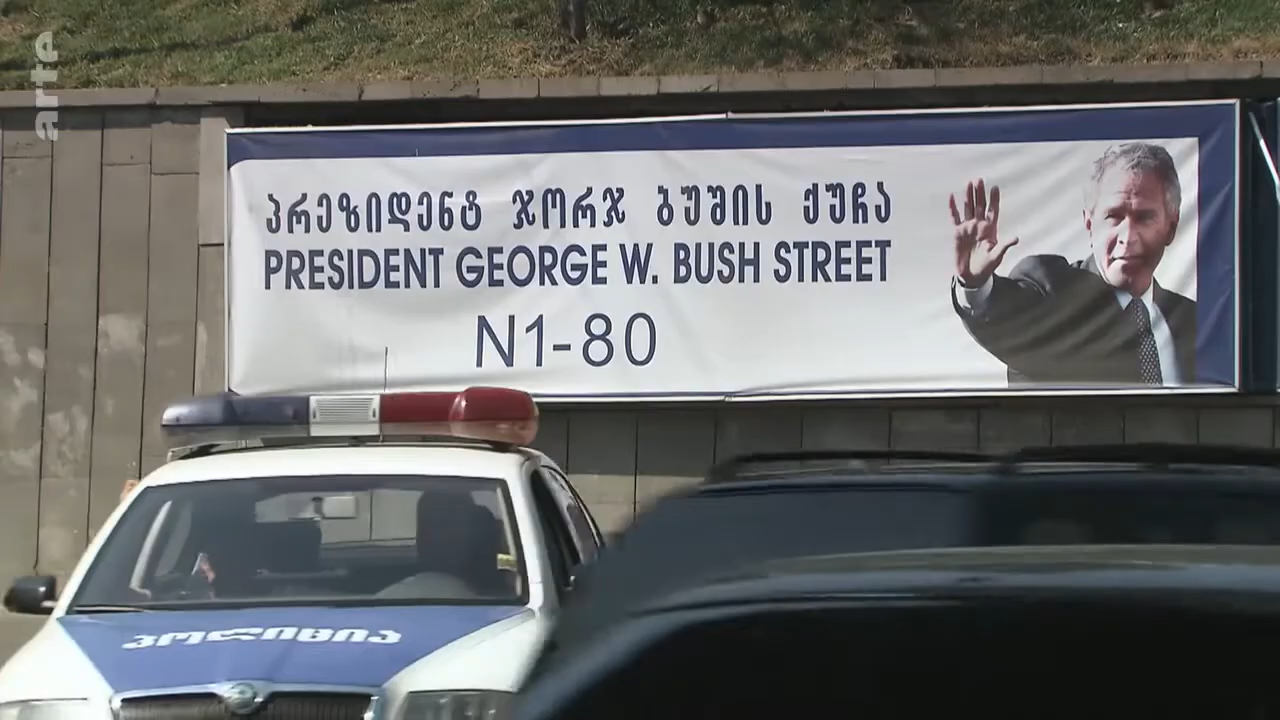 arte
პრეზიდენტ ჯორჯ ბუშის ქუჩა
PRESIDENT GEORGE W. BUSH STREET
N1-80
პოლიცია